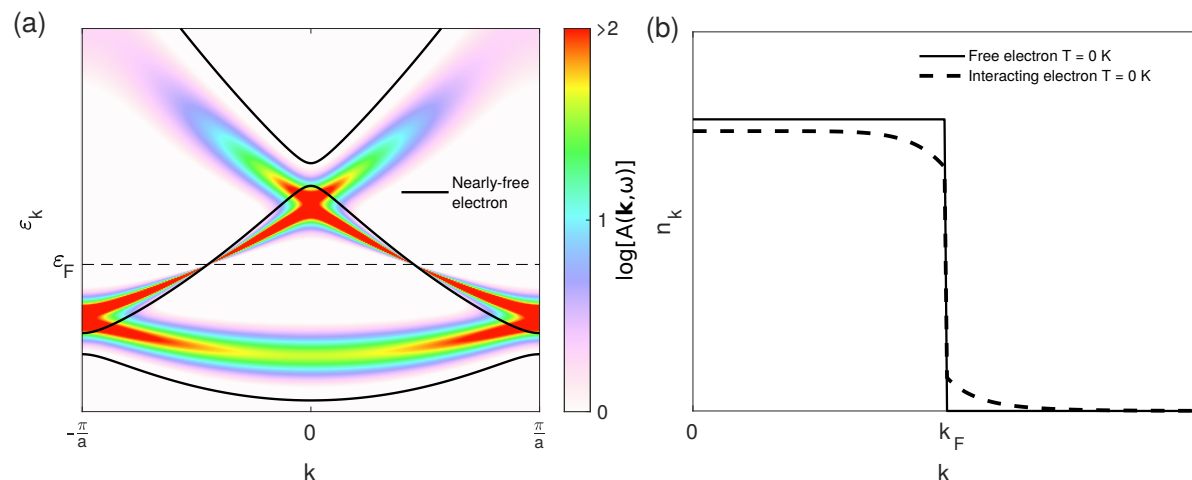 (a)
ε_k
ε_F
Nearly-free
electron
-π/a
0
π/a
k
>2
1
0
log[A(k,ω)]
(b)
Free electron T = 0 K
Interacting electron T = 0 K
n_k
0
k_F
k